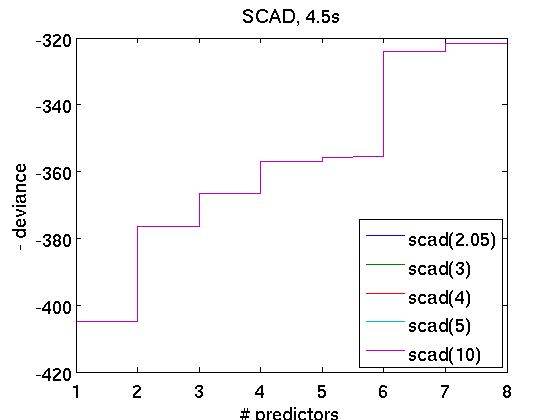 SCAD, 4.5s
-320
-340
-360
-380
-400
-420
- deviance
scad(2.05)
scad(3)
scad(4)
scad(5)
scad(10)
1 2 3 4 5 6 7 8
# predictors